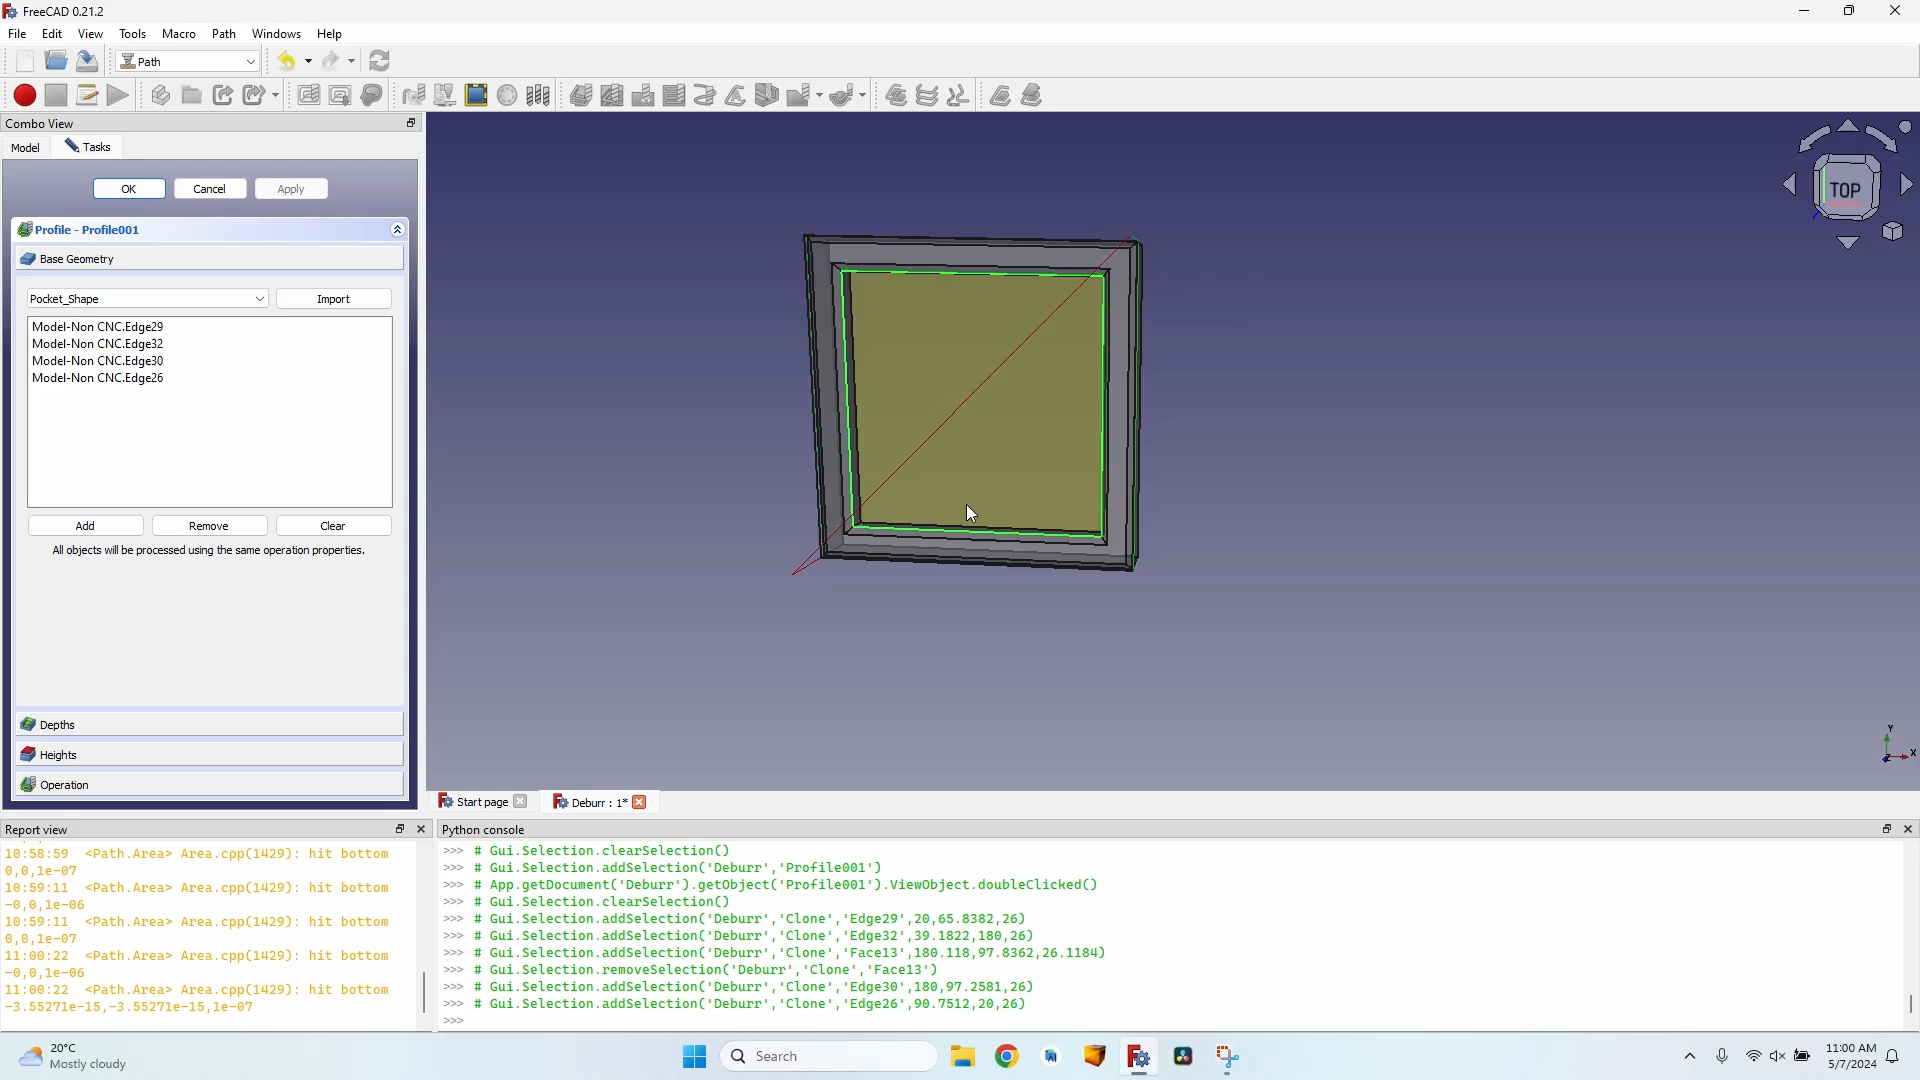 FreeCAD 0.21.2
File Edit View Tools Macro Path Windows Help
Path
Combo View
Model Tasks
OK Cancel Apply
Profile - Profile001
Base Geometry
Pocket_Shape Import
Model-Non CNC.Edge29
Model-Non CNC.Edge32
Model-Non CNC.Edge30
Model-Non CNC.Edge26
Add Remove Clear
All objects will be processed using the same operation properties.
Depths
Heights
Operation
TOP
Y
X
Z
Start page Deburr : 1*
Report view
10:58:59 <Path.Area> Area.cpp(1429): hit bottom
0,0,1e-07
10:59:11 <Path.Area> Area.cpp(1429): hit bottom
-0,0,1e-06
10:59:11 <Path.Area> Area.cpp(1429): hit bottom
0,0,1e-07
11:00:22 <Path.Area> Area.cpp(1429): hit bottom
-0,0,1e-06
11:00:22 <Path.Area> Area.cpp(1429): hit bottom
-3.55271e-15,-3.55271e-15,1e-07
Python console
>>> # Gui.Selection.clearSelection()
>>> # Gui.Selection.addSelection('Deburr','Profile001')
>>> # App.getDocument('Deburr').getObject('Profile001').ViewObject.doubleClicked()
>>> # Gui.Selection.clearSelection()
>>> # Gui.Selection.addSelection('Deburr','Clone','Edge29',20,65.8382,26)
>>> # Gui.Selection.addSelection('Deburr','Clone','Edge32',39.1822,180,26)
>>> # Gui.Selection.addSelection('Deburr','Clone','Face13',180.118,97.8362,26.1184)
>>> # Gui.Selection.removeSelection('Deburr','Clone','Face13')
>>> # Gui.Selection.addSelection('Deburr','Clone','Edge30',180,97.2581,26)
>>> # Gui.Selection.addSelection('Deburr','Clone','Edge26',90.7512,20,26)
>>>
20°C
Mostly cloudy
Search
11:00 AM
5/7/2024